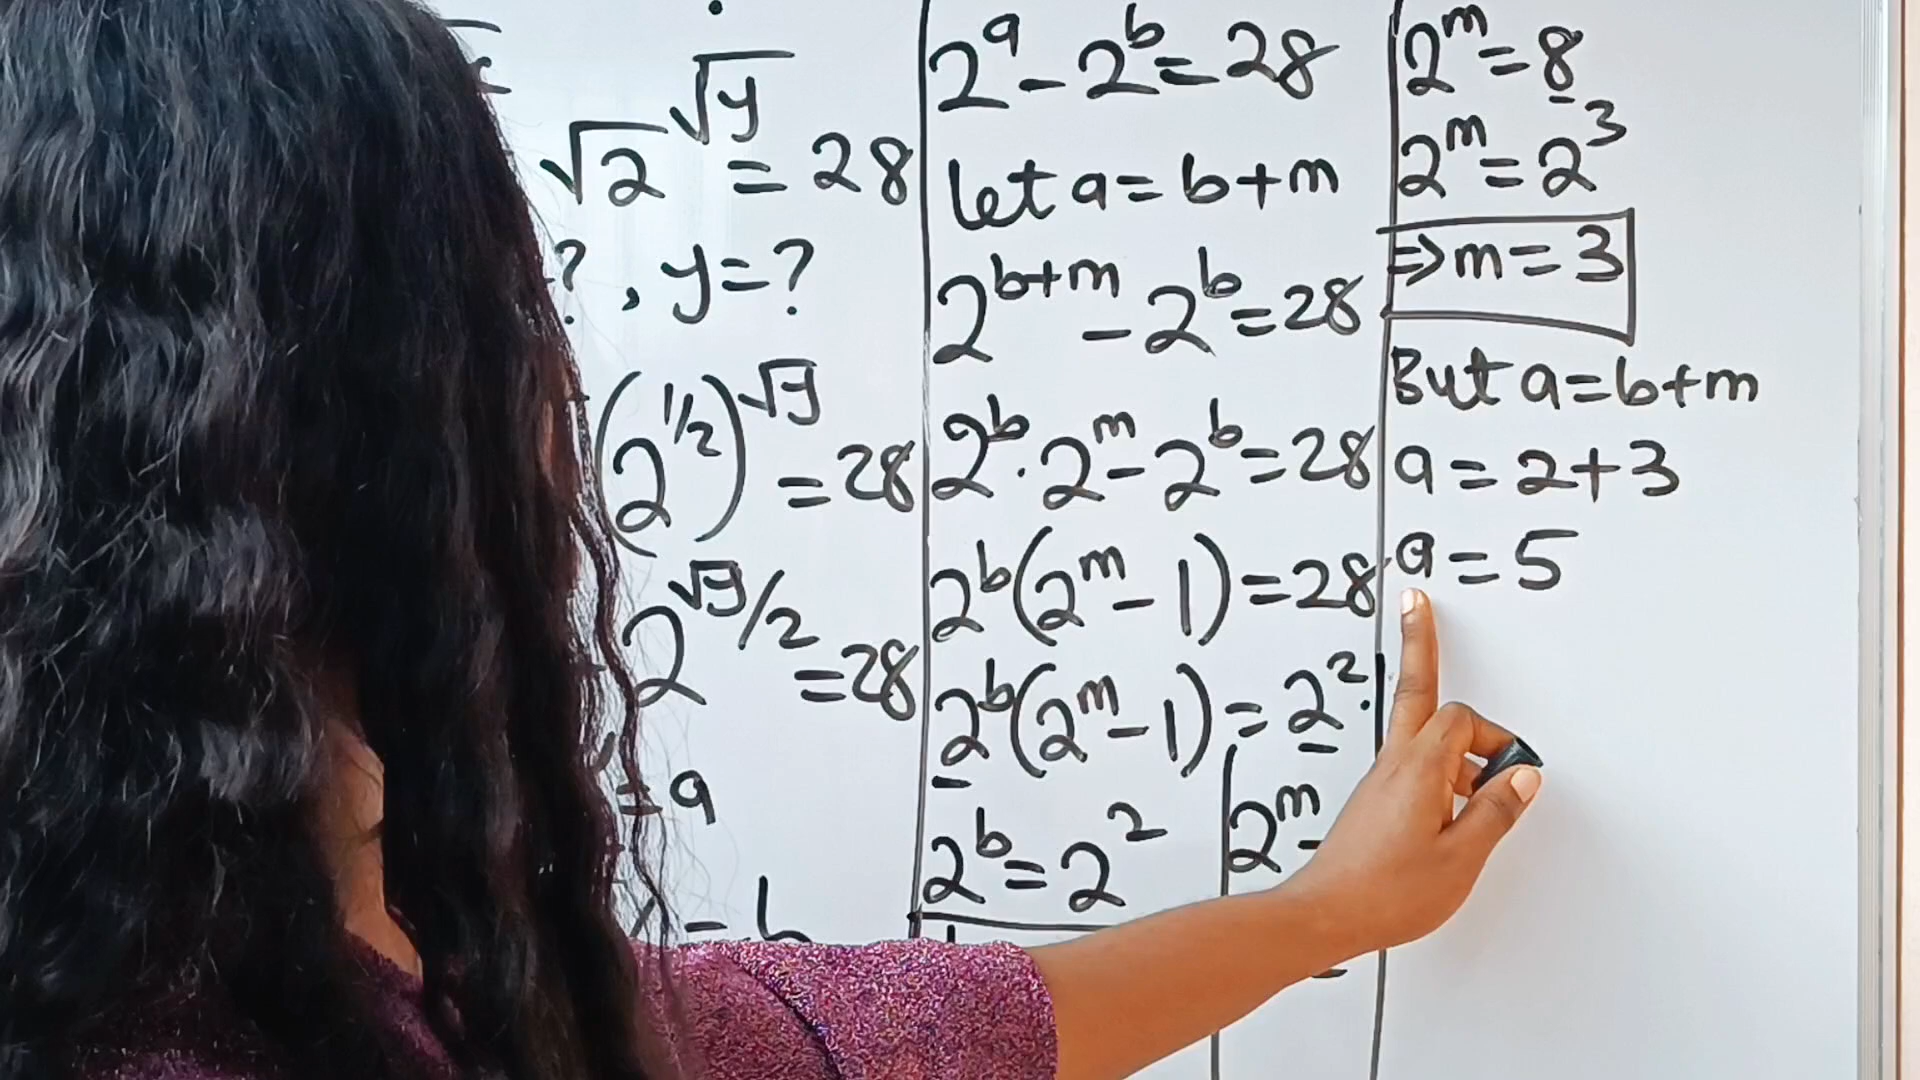 √2^√y = 28
?, y=?
(2^1/2)^√y = 28
2^√y/2 = 28
= a
= b
2^a - 2^b = 28
let a = b+m
2^b+m - 2^b = 28
2^b · 2^m - 2^b = 28
2^b(2^m - 1) = 28
2^b(2^m - 1) = 2^2 ·
2^b = 2^2
2^m -
2^m = 8
2^m = 2^3
⇒ m = 3
But a = b+m
a = 2+3
a = 5